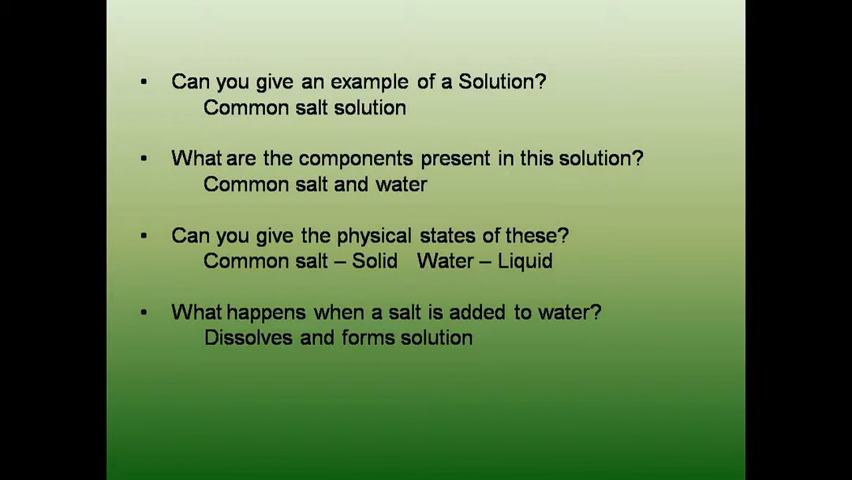 • Can you give an example of a Solution?
Common salt solution
• What are the components present in this solution?
Common salt and water
• Can you give the physical states of these?
Common salt – Solid   Water – Liquid
• What happens when a salt is added to water?
Dissolves and forms solution